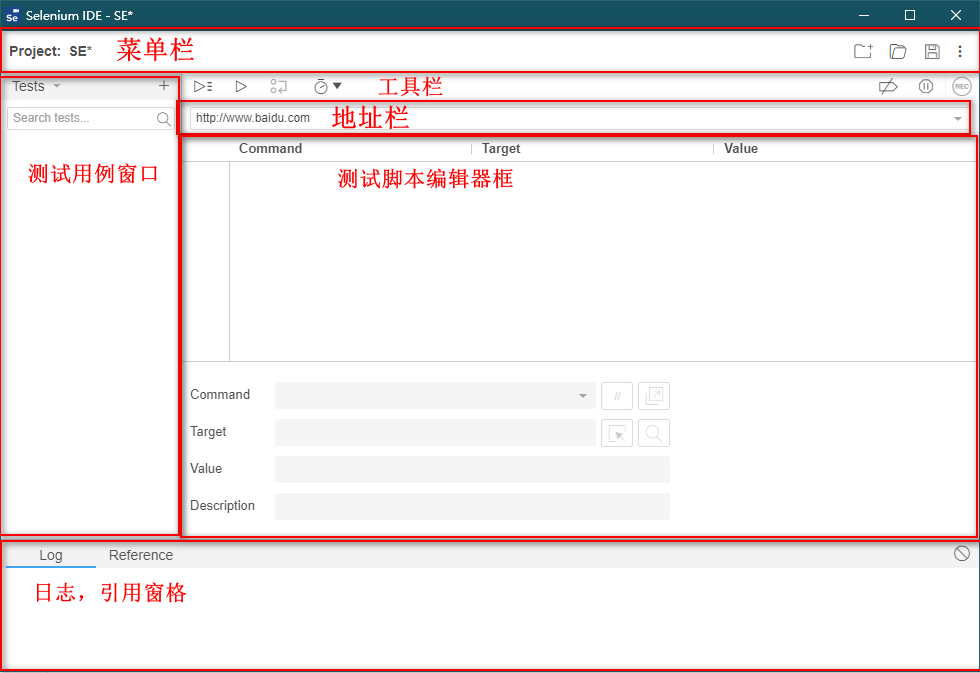 Se Selenium IDE - SE*
Project: SE* 菜单栏
Tests 工具栏 REC
Search tests... http://www.baidu.com 地址栏
Command Target Value
测试用例窗口 测试脚本编辑器框
Command //
Target
Value
Description
Log Reference
日志，引用窗格